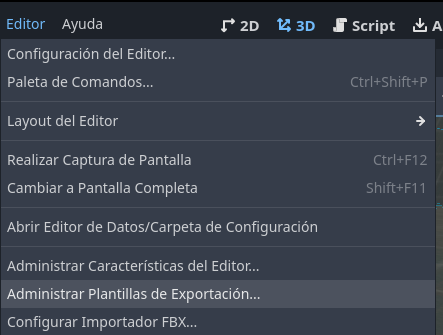 Editor Ayuda 2D 3D Script A
Configuración del Editor...
Paleta de Comandos... Ctrl+Shift+P
Layout del Editor
Realizar Captura de Pantalla Ctrl+F12
Cambiar a Pantalla Completa Shift+F11
Abrir Editor de Datos/Carpeta de Configuración
Administrar Características del Editor...
Administrar Plantillas de Exportación...
Configurar Importador FBX...